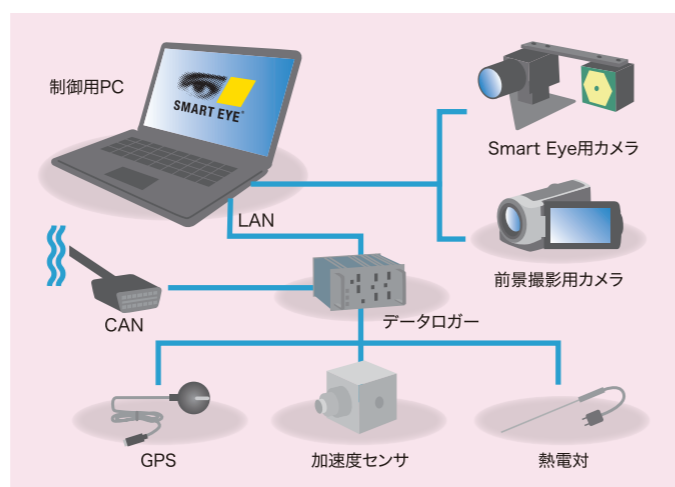 制御用PC
SMART EYE
Smart Eye用カメラ
LAN
前景撮影用カメラ
CAN
データロガー
GPS
加速度センサ
熱電対